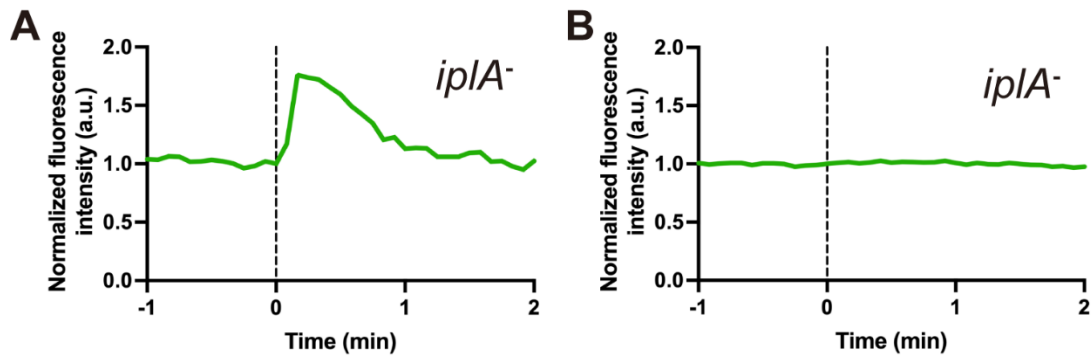 A
Normalized fluorescence
intensity (a.u.)
2.0
1.5
1.0
0.5
0.0
-1
0
1
2
Time (min)
iplA-
B
Normalized fluorescence
intensity (a.u.)
2.0
1.5
1.0
0.5
0.0
-1
0
1
2
Time (min)
iplA-